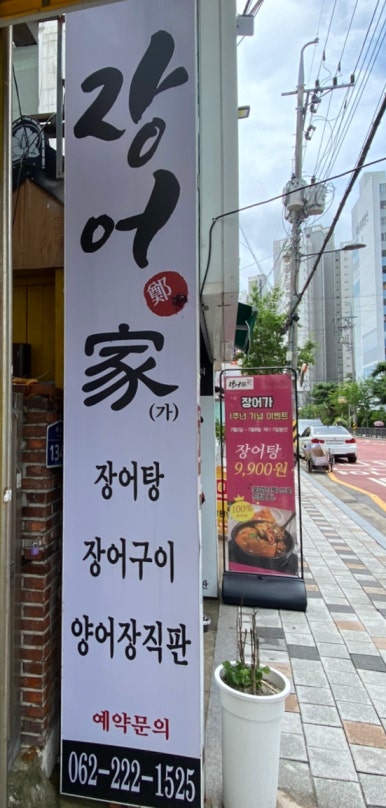 장어
鄭
家
(가)
장어탕
장어구이
양어장직판
예약문의
062-222-1525
장어가
1주년 기념 이벤트
장어탕
9,900원
100%
13